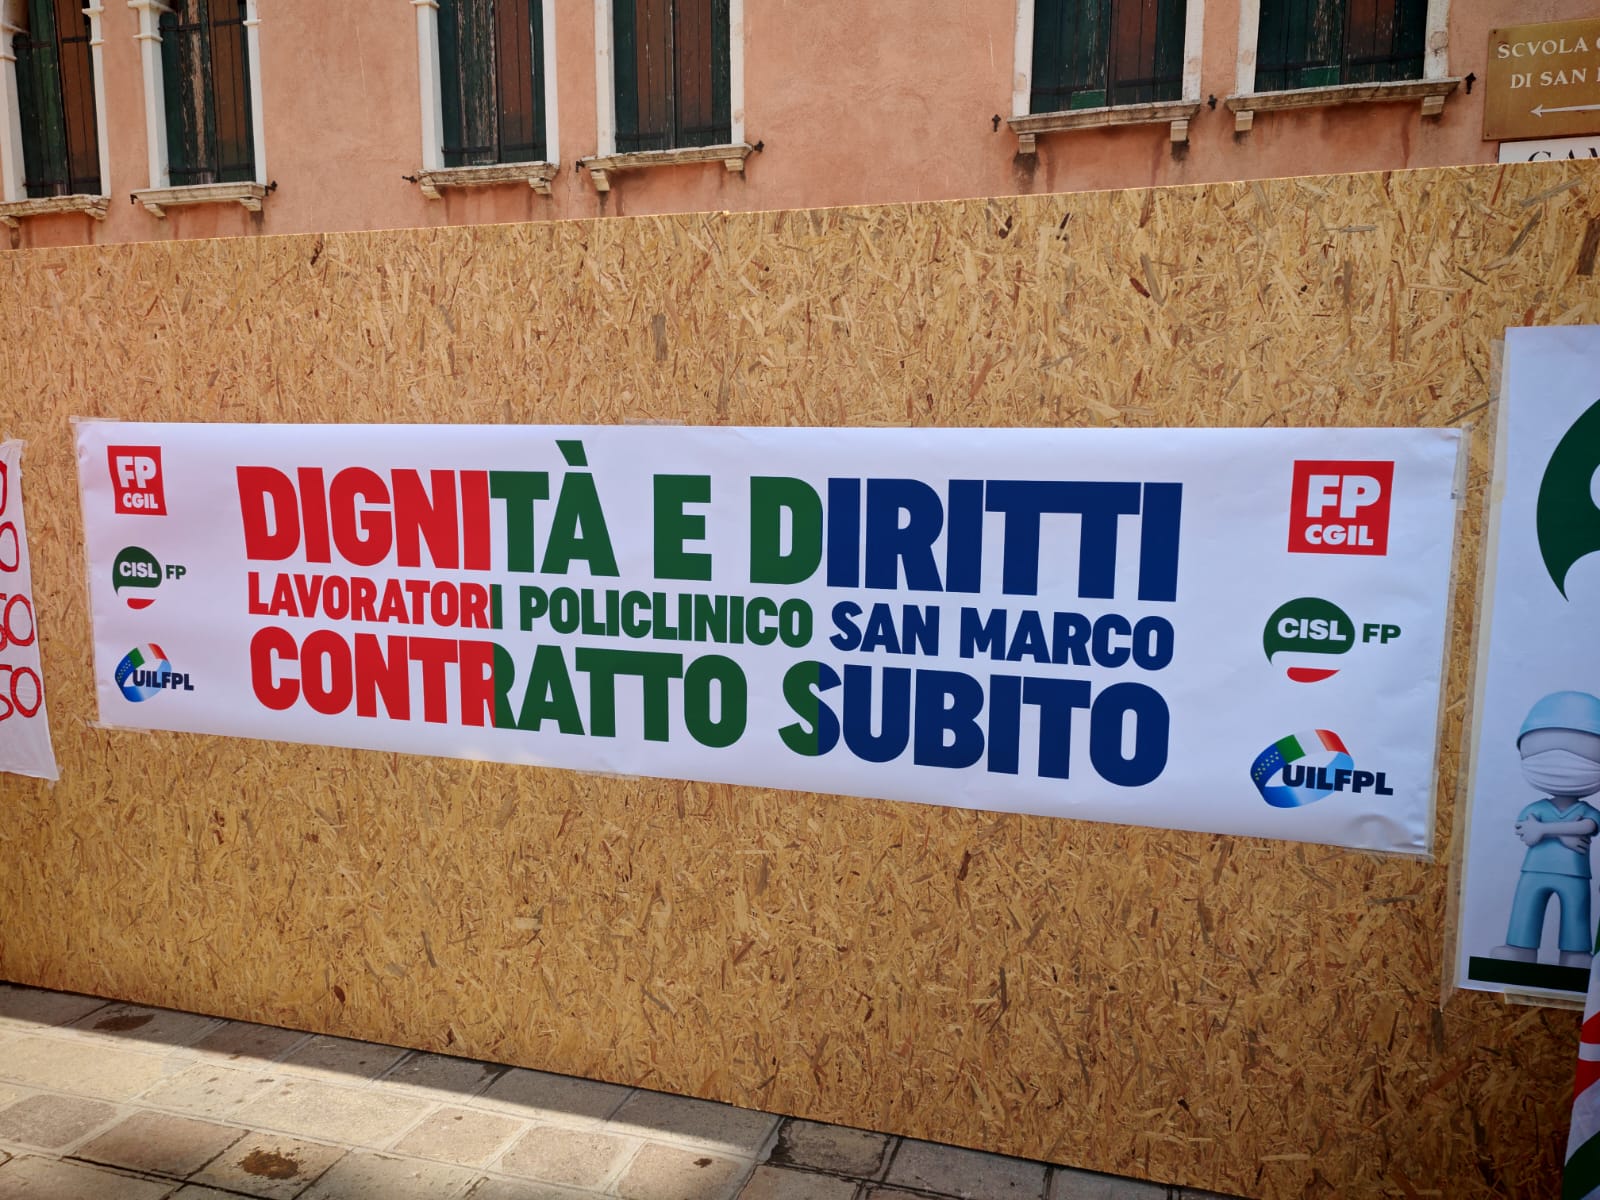 SCVOLA
DI SAN
FP
CGIL
CISL FP
UILFPL
DIGNITÀ E DIRITTI
LAVORATORI POLICLINICO SAN MARCO
CONTRATTO SUBITO
FP
CGIL
CISL FP
UILFPL